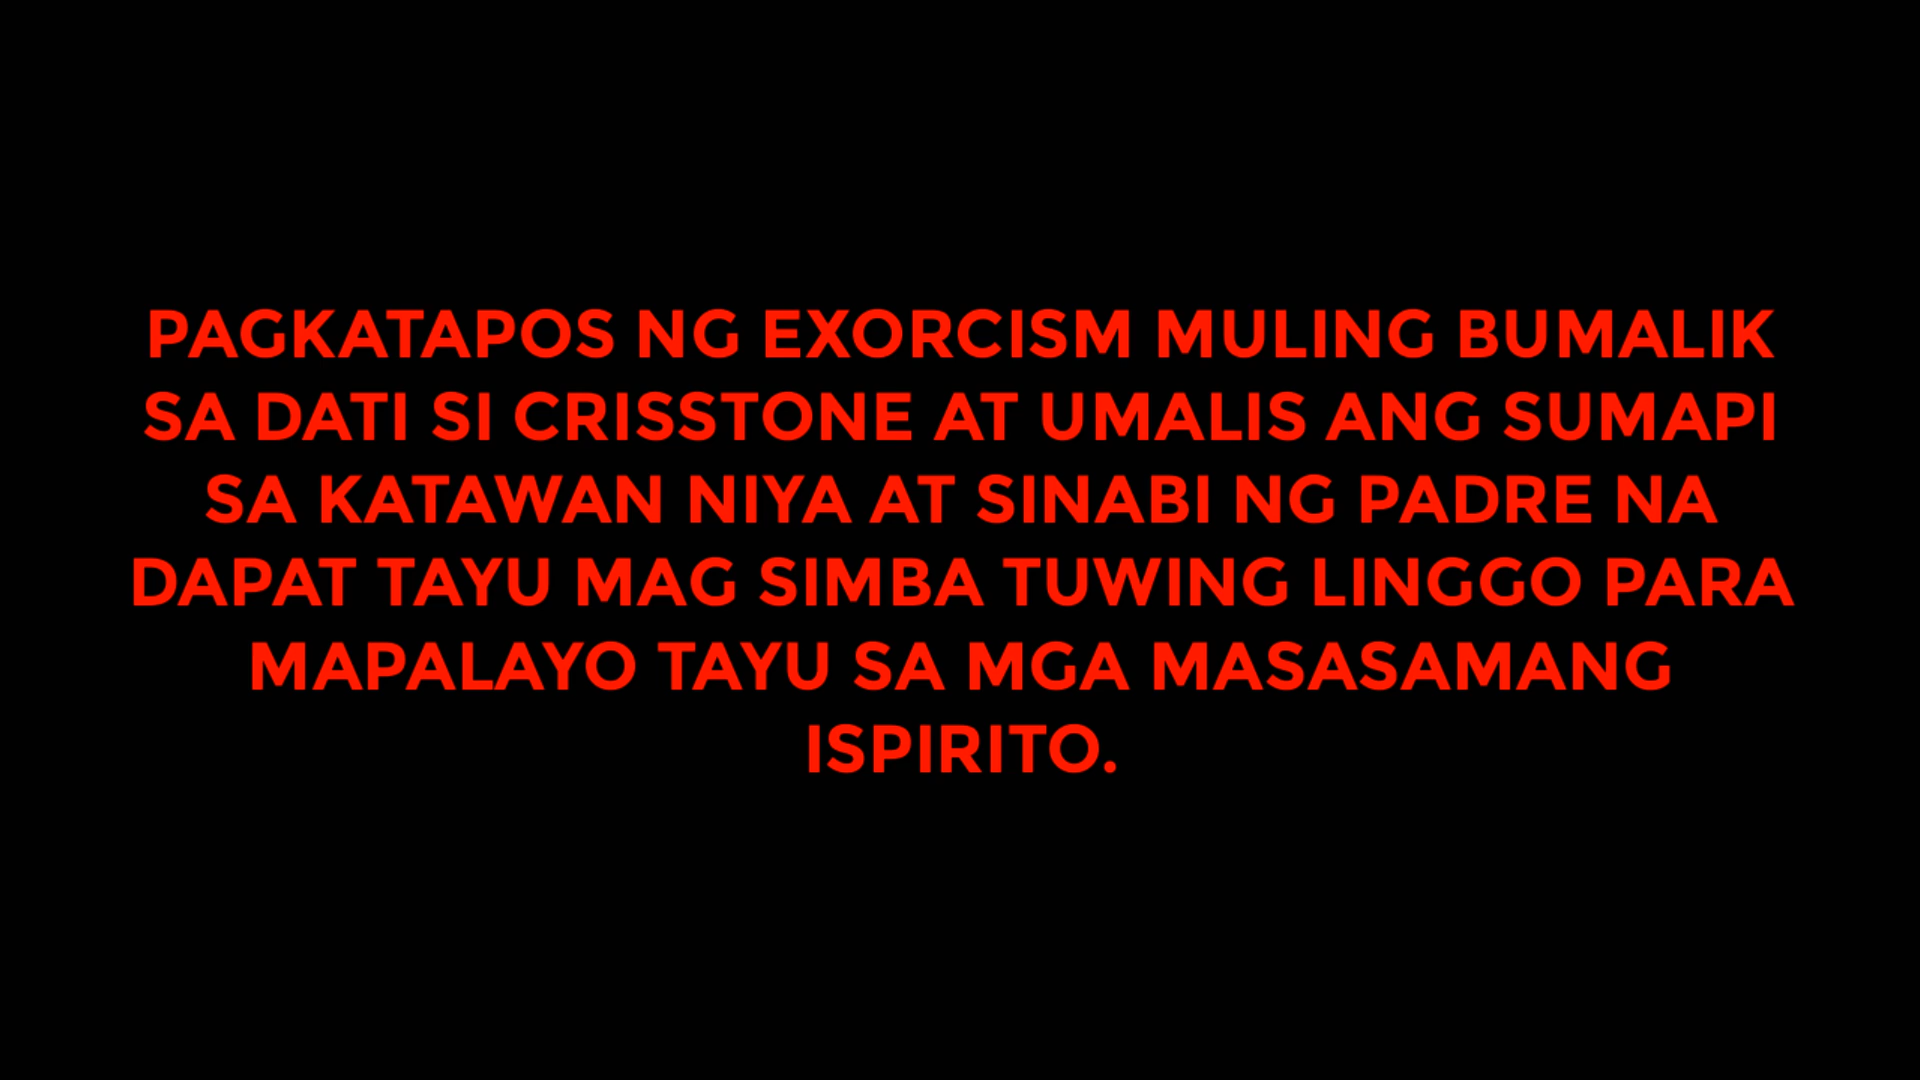 PAGKATAPOS NG EXORCISM MULING BUMALIK
SA DATI SI CRISSTONE AT UMALIS ANG SUMAPI
SA KATAWAN NIYA AT SINABI NG PADRE NA
DAPAT TAYU MAG SIMBA TUWING LINGGO PARA
MAPALAYO TAYU SA MGA MASASAMANG
ISPIRITO.